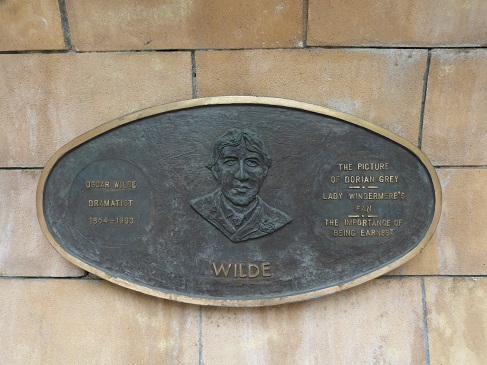 OSCAR WILDE
DRAMATIST
1854-1900
THE PICTURE
OF DORIAN GREY
LADY WINDERMERE'S
FAN
THE IMPORTANCE OF
BEING EARNEST
WILDE